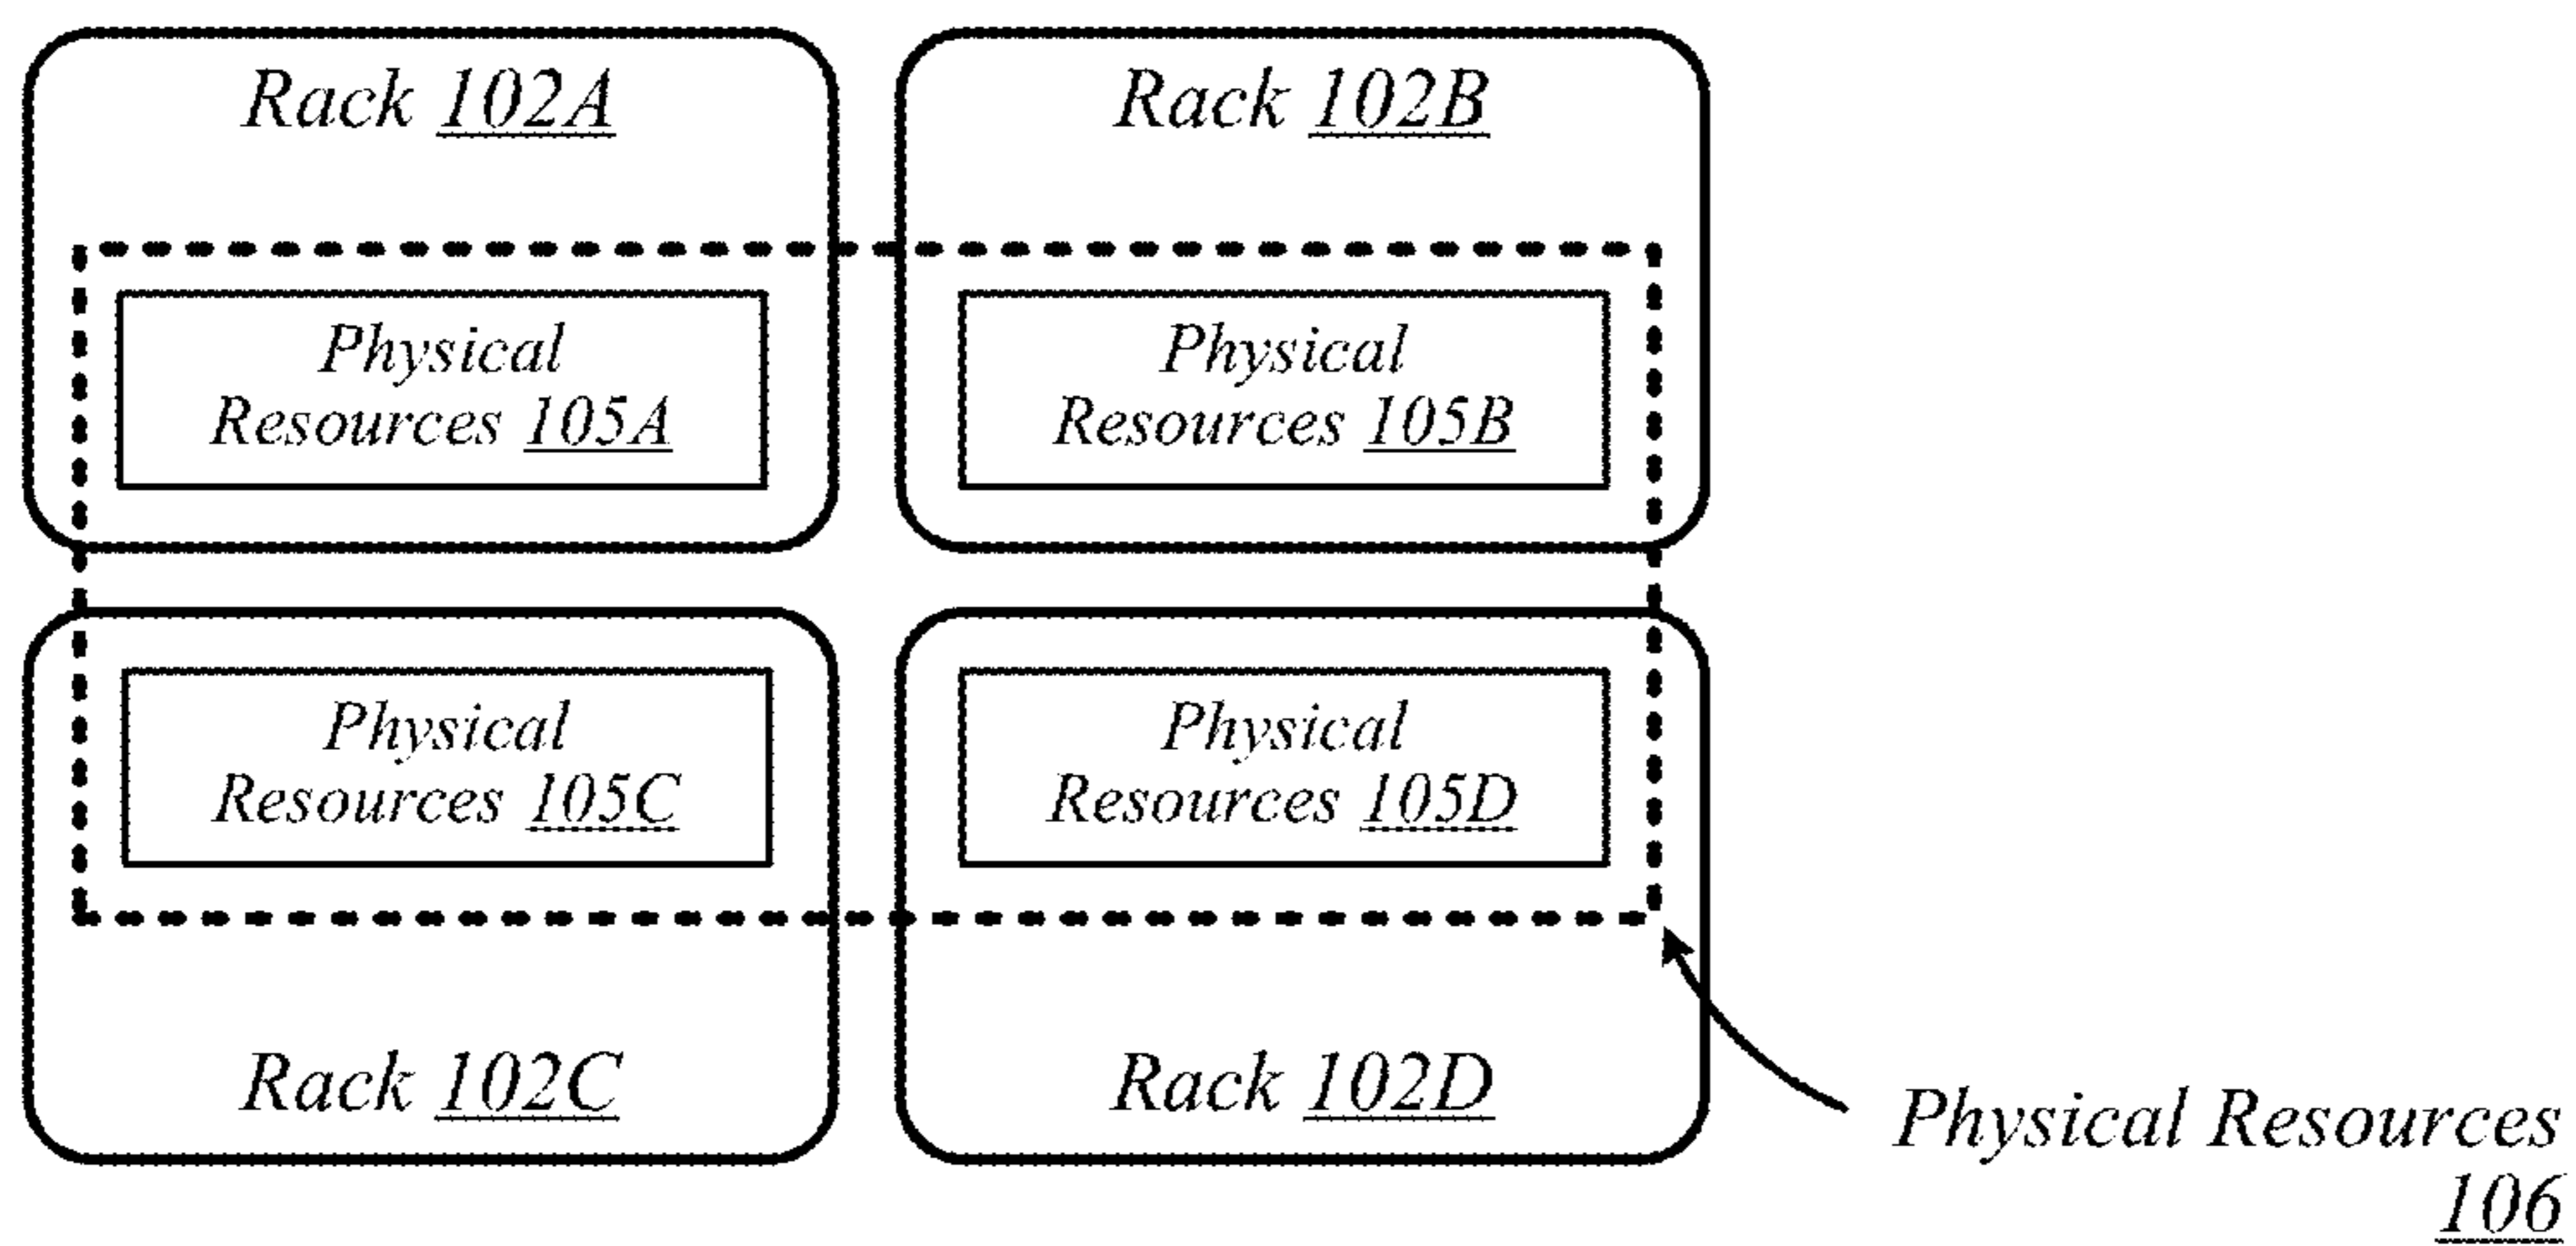 Rack 102A
Rack 102B
Physical
Resources 105A
Physical
Resources 105B
Physical
Resources 105C
Physical
Resources 105D
Rack 102C
Rack 102D
Physical Resources
106